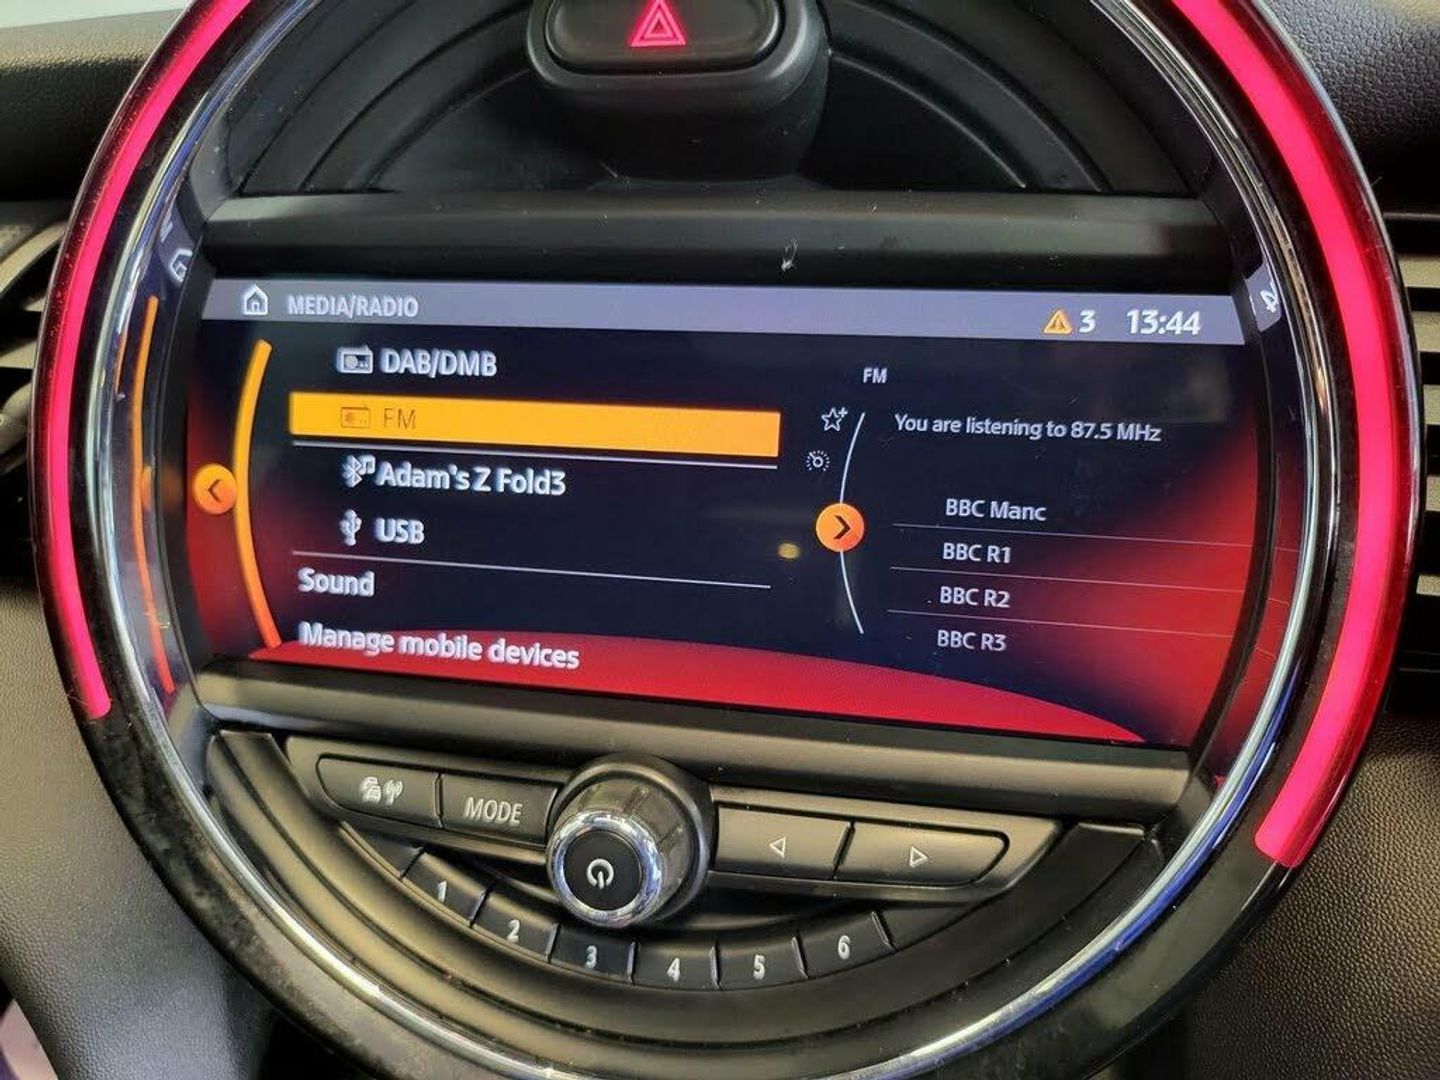 MEDIA/RADIO
3 13:44
DAB/DMB
FM
Adam's Z Fold3
USB
Sound
Manage mobile devices
FM
You are listening to 87.5 MHz
BBC Manc
BBC R1
BBC R2
BBC R3
MODE
1 2 3 4 5 6